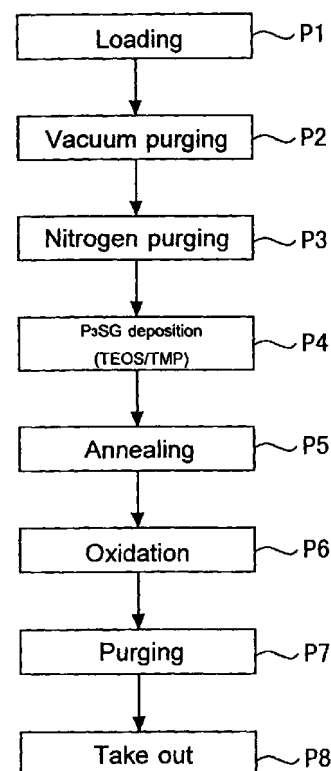 Loading P1
Vacuum purging P2
Nitrogen purging P3
P3SG deposition
(TEOS/TMP) P4
Annealing P5
Oxidation P6
Purging P7
Take out P8